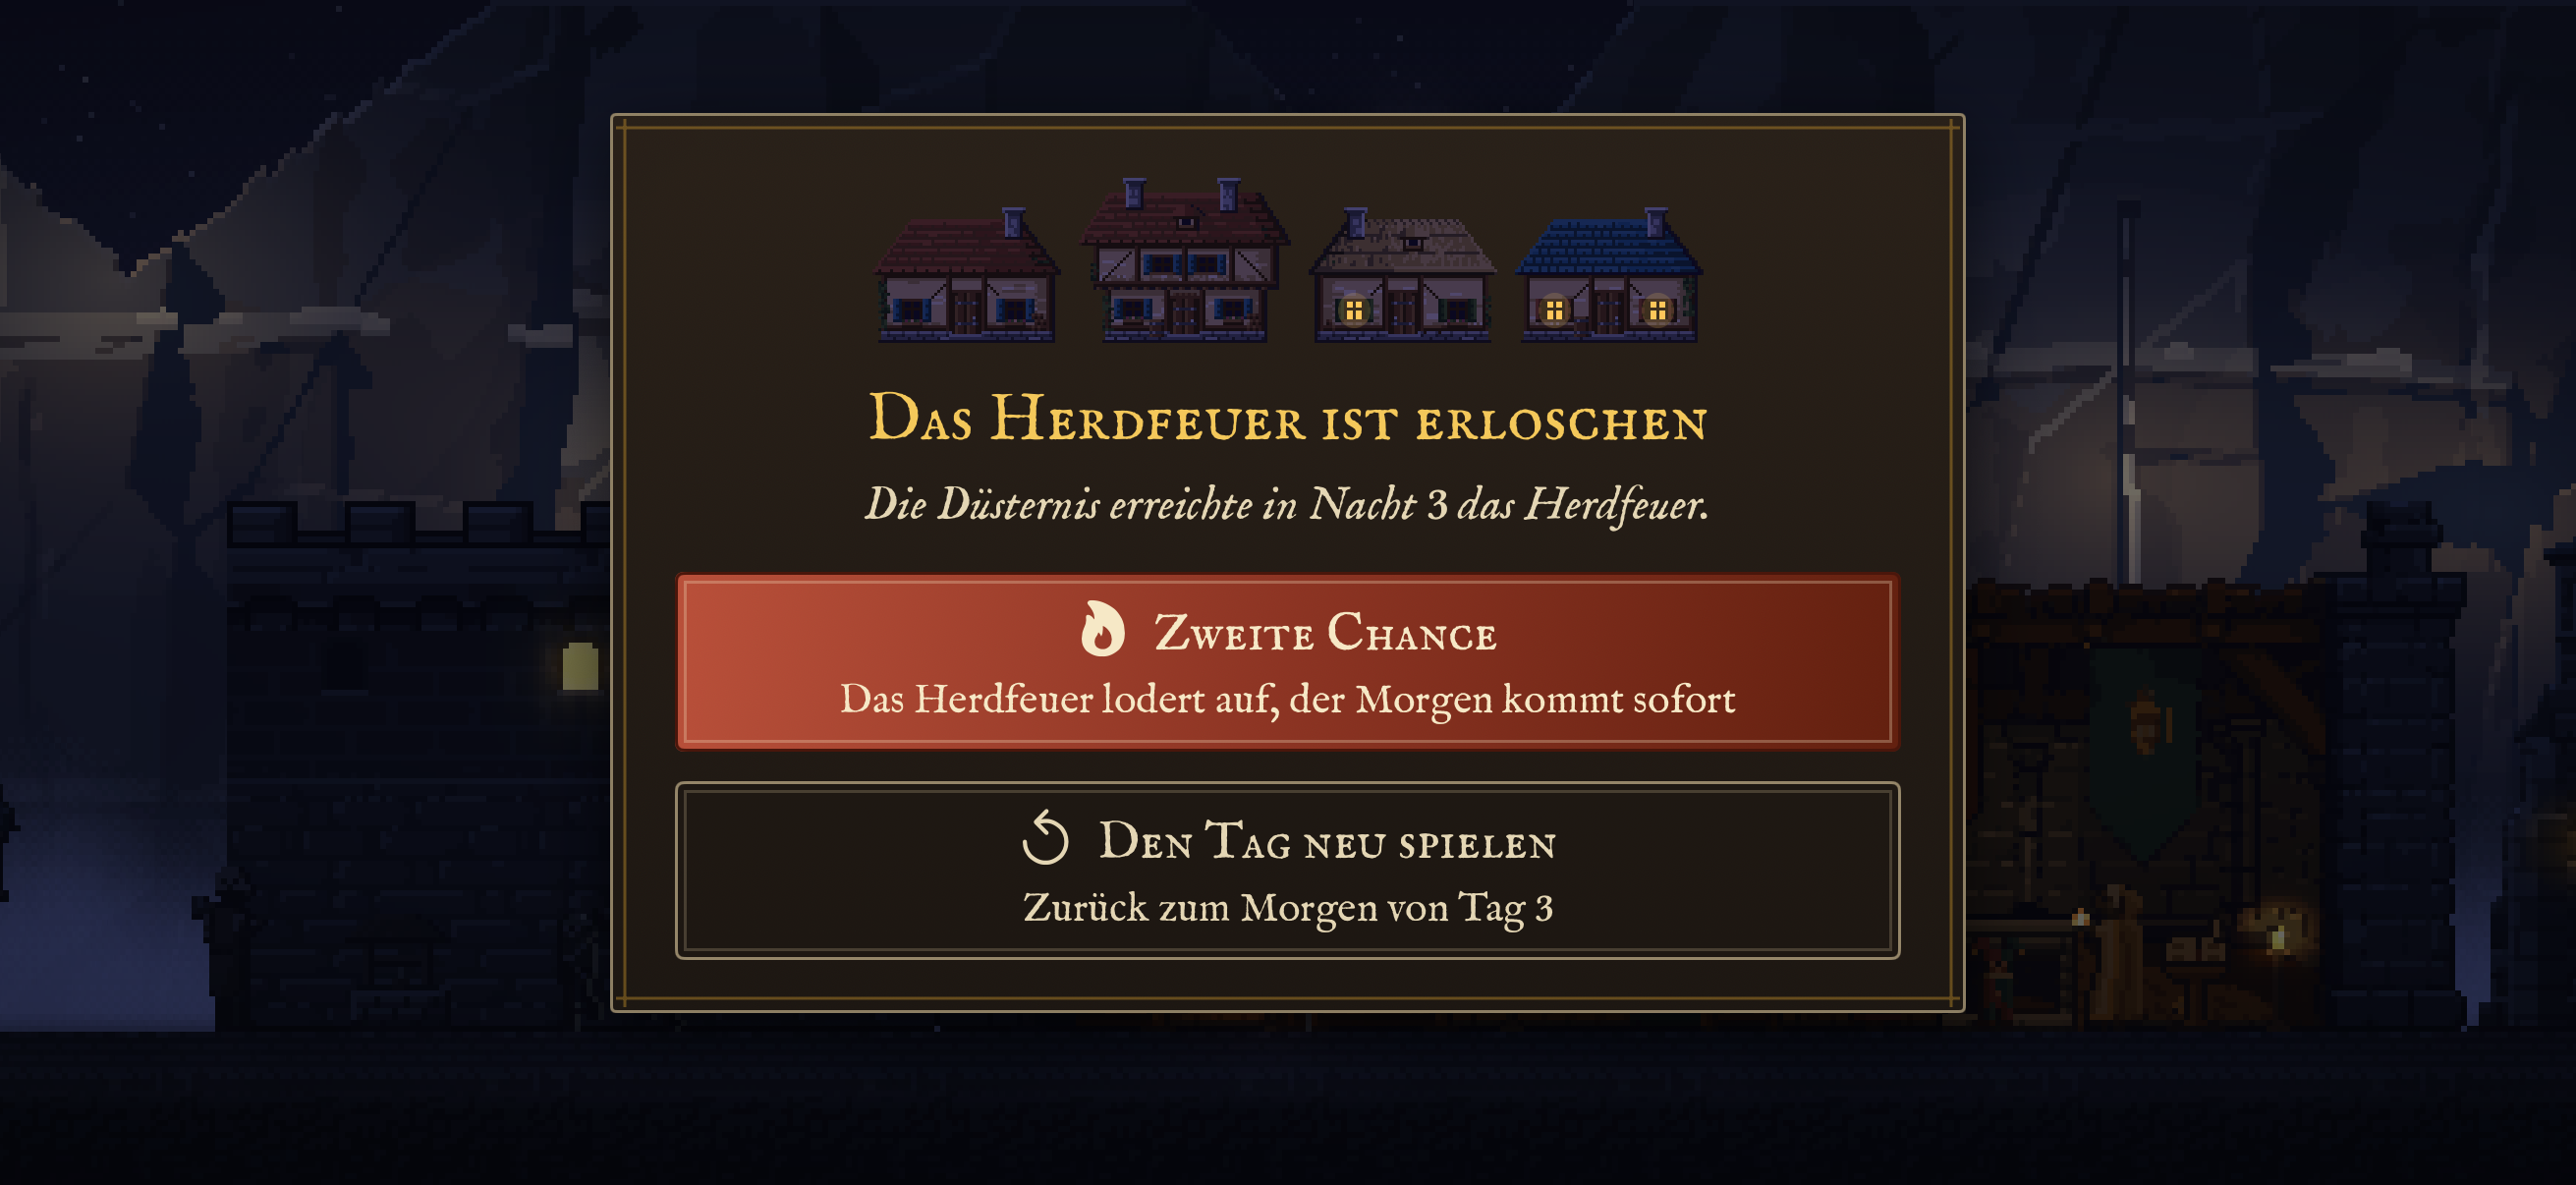 Das Herdfeuer ist erloschen
Die Düsternis erreichte in Nacht 3 das Herdfeuer.
Zweite Chance
Das Herdfeuer lodert auf, der Morgen kommt sofort
Den Tag neu spielen
Zurück zum Morgen von Tag 3